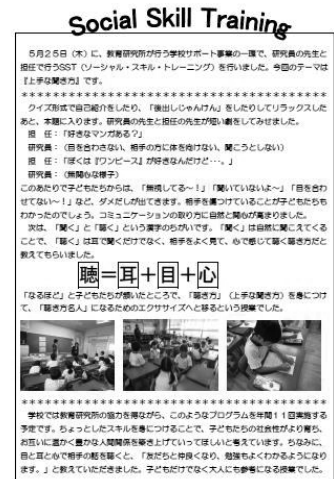 Social Skill Training
５月２５日（木）に、教育研究所が行う学校サポート事業の一環で、研究員の先生と
担任で行うSST（ソーシャル・スキル・トレーニング）を行いました。今回のテーマは
『上手な聞き方』です。
＊＊＊＊＊＊＊＊＊＊＊＊＊＊＊＊＊＊＊＊＊＊＊＊＊＊＊＊＊＊＊＊＊＊＊＊
クイズ形式で自己紹介をしたり、「後出しじゃんけん」をしたりしてリラックスした
あと、本題に入ります。研究員の先生と担任の先生が短い劇をしてみせました。
担　任：「好きなマンガある？」
研究員：（目を合わさない、相手の方に体を向けない、聞こうとしない）
担　任：「ぼくは『ワンピース』が好きなんだけど・・。」
研究員：（無関心な様子）
このあたりで子どもたちからは、「無視してる～！」「聞いていないよ～」「目を合わ
せてない～！」など、ダメだしが出てきます。相手を傷つけていることが子どもたちも
わかったのでしょう。コミュニケーションの取り方に自然と関心が高まりました。
次は、「聞く」と「聴く」という漢字のちがいです。「聞く」は自然に聞こえてくる
ことで、「聴く」は耳で聞くだけでなく、相手をよく見て、心で感じて聴く聴き方だと
教えてもらいました。
聴＝耳＋目＋心
「なるほど」と子どもたちが頷いたところで、「聴き方」（上手な聞き方）を身につけ
て、「聴き方名人」になるためのエクササイズへと移るという授業でした。
＊＊＊＊＊＊＊＊＊＊＊＊＊＊＊＊＊＊＊＊＊＊＊＊＊＊＊＊＊＊＊＊＊＊＊＊
学校では教育研究所の協力を得ながら、このようなプログラムを年間１１回実施する
予定です。ちょっとしたスキルを身につけることで、子どもたちの社会性がより育ち、
お互いに温かく豊かな人間関係を築き上げていってほしいと考えています。ちなみに、
目と耳と心で相手の話を聴くと、「友だちと仲良くなり、勉強もよくわかるようになり
ます。」と教えていただきました。子どもだけでなく大人にも参考になる授業でした。